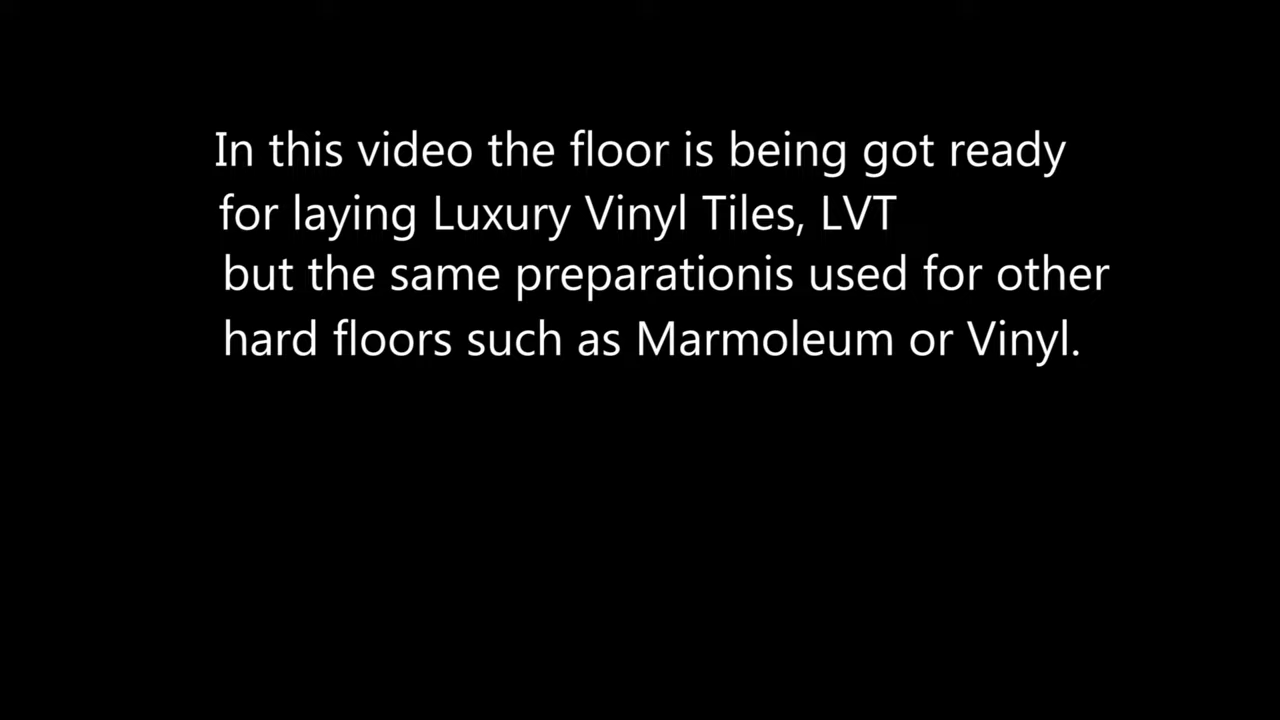 In this video the floor is being got ready
for laying Luxury Vinyl Tiles, LVT
but the same preparationis used for other
hard floors such as Marmoleum or Vinyl.